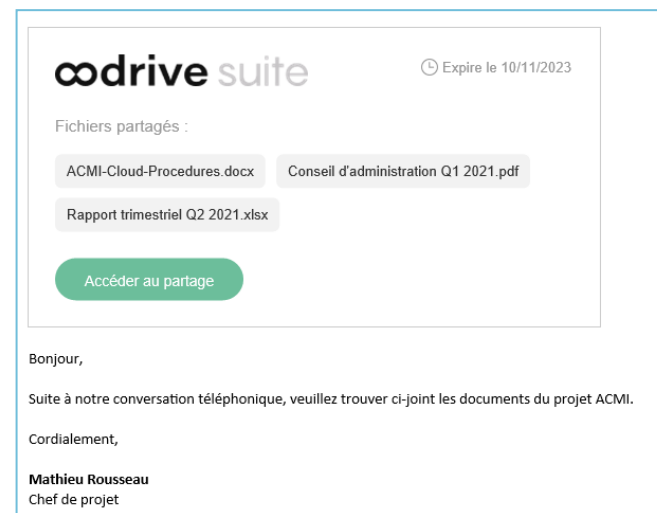 oodrive suite
Expire le 10/11/2023
Fichiers partagés :
ACMI-Cloud-Procedures.docx
Conseil d'administration Q1 2021.pdf
Rapport trimestriel Q2 2021.xlsx
Accéder au partage
Bonjour,
Suite à notre conversation téléphonique, veuillez trouver ci-joint les documents du projet ACMI.
Cordialement,
Mathieu Rousseau
Chef de projet